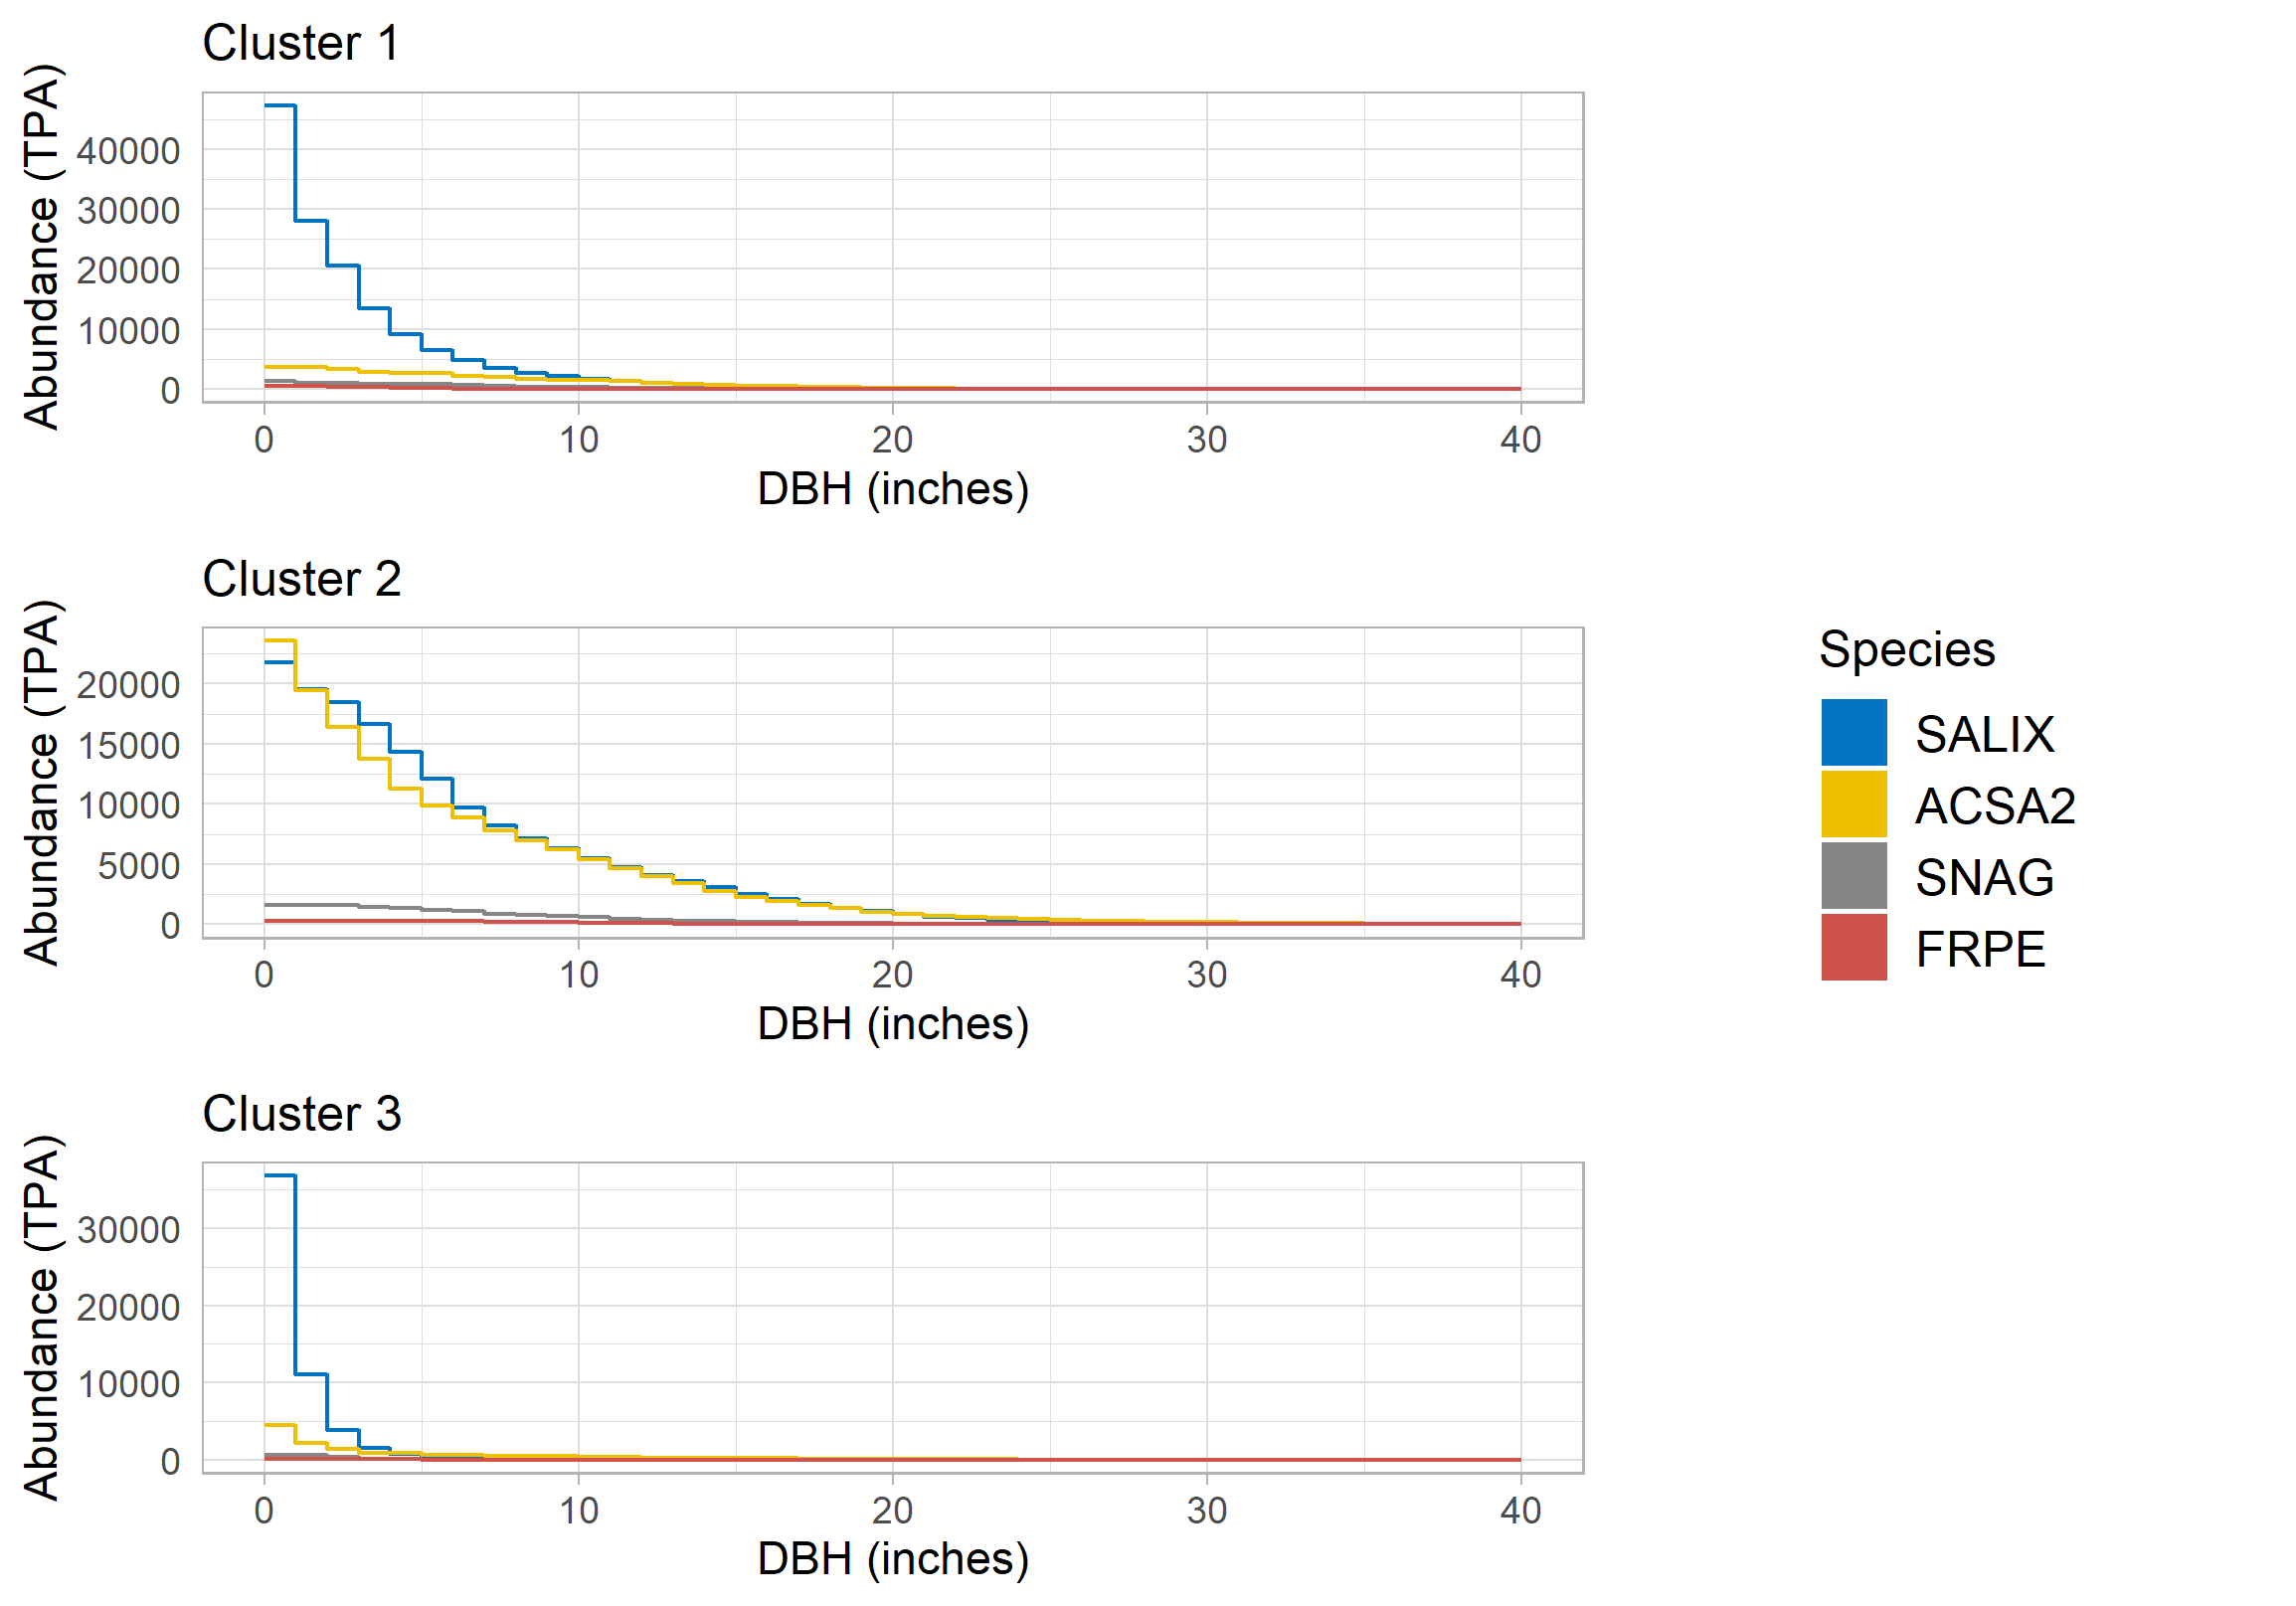 Cluster 1
Abundance (TPA)
40000
30000
20000
10000
0
0 10 20 30 40
DBH (inches)
Cluster 2
Abundance (TPA)
20000
15000
10000
5000
0
0 10 20 30 40
DBH (inches)
Species
SALIX
ACSA2
SNAG
FRPE
Cluster 3
Abundance (TPA)
30000
20000
10000
0
0 10 20 30 40
DBH (inches)